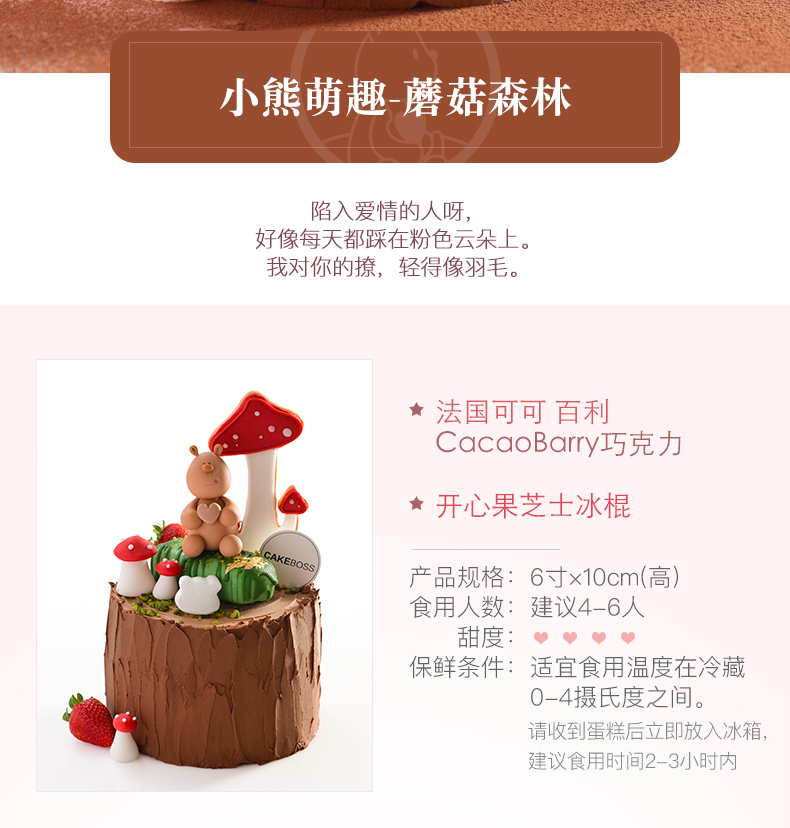 小熊萌趣-蘑菇森林
陷入爱情的人呀，
好像每天都踩在粉色云朵上。
我对你的撩，轻得像羽毛。
法国可可 百利
CacaoBarry巧克力
开心果芝士冰棍
CAKEBOSS
产品规格：6寸×10cm(高)
食用人数：建议4-6人
甜度：
保鲜条件：适宜食用温度在冷藏
0-4摄氏度之间。
请收到蛋糕后立即放入冰箱，
建议食用时间2-3小时内